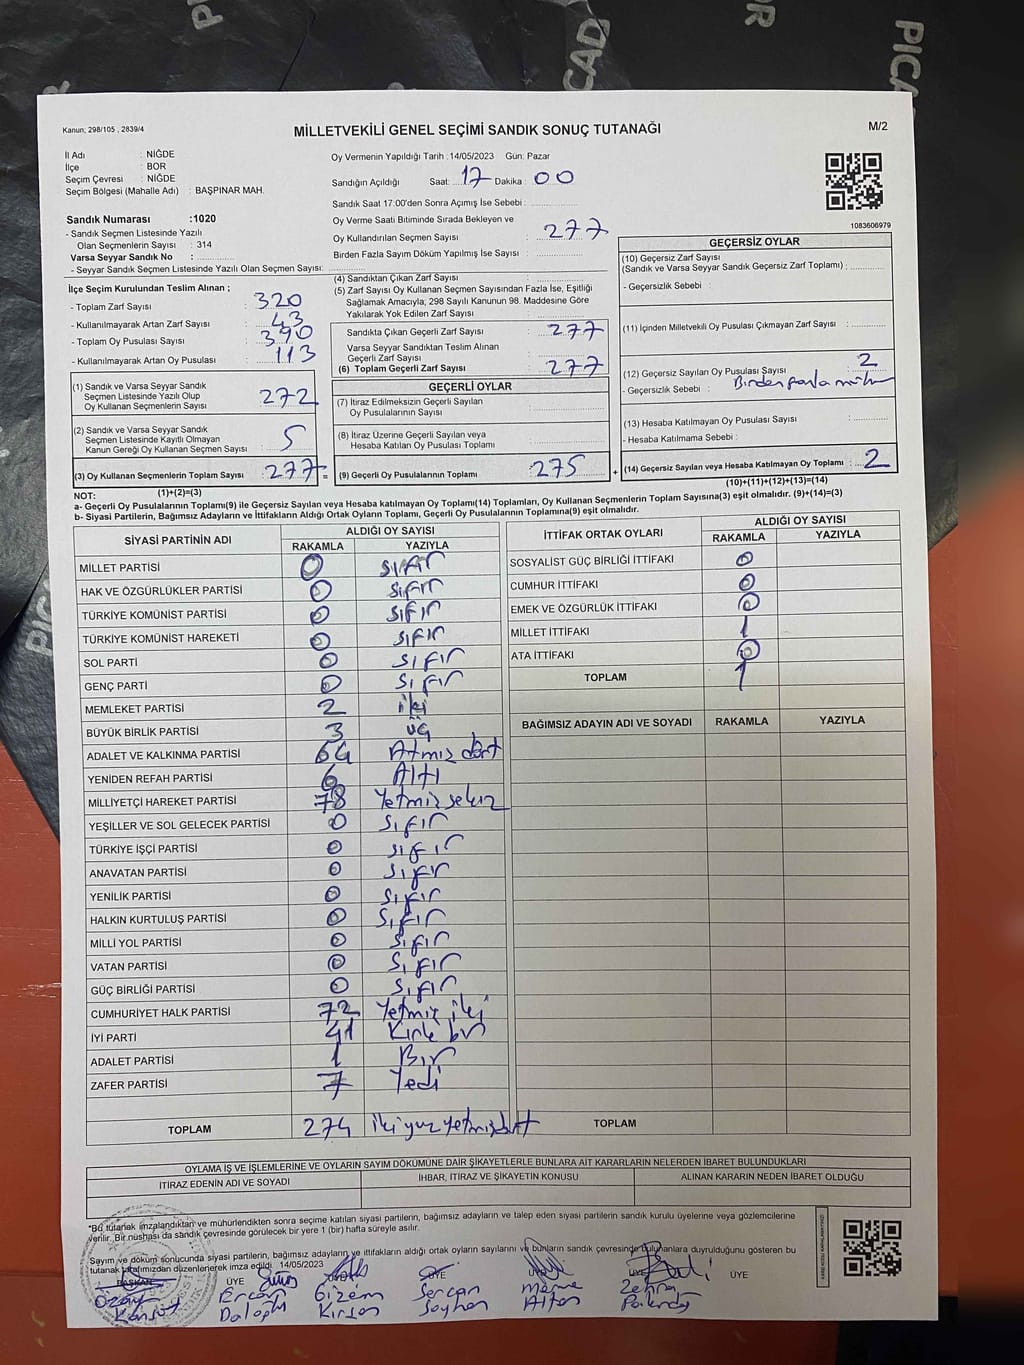 PICADOR
CAD
R
PICA
Kanun; 298/105 , 2839/4
MİLLETVEKİLİ GENEL SEÇİMİ SANDIK SONUÇ TUTANAĞI
M/2
İl Adı : NİĞDE
İlçe : BOR
Seçim Çevresi : NİĞDE
Seçim Bölgesi (Mahalle Adı) : BAŞPINAR MAH.
Oy Vermenin Yapıldığı Tarih : 14/05/2023 Gün: Pazar
Sandığın Açıldığı Saat: 17 Dakika : 00
Sandık Saat 17:00'den Sonra Açımış İse Sebebi :
Sandık Numarası :1020
- Sandık Seçmen Listesinde Yazılı
Olan Seçmenlerin Sayısı : 314
Varsa Seyyar Sandık No :
- Seyyar Sandık Seçmen Listesinde Yazılı Olan Seçmen Sayısı:
Oy Verme Saati Bitiminde Sırada Bekleyen ve
Oy Kullandırılan Seçmen Sayısı : 277
Birden Fazla Sayım Döküm Yapılmış İse Sayısı :
1083606979
İlçe Seçim Kurulundan Teslim Alınan ;
- Toplam Zarf Sayısı : 320
- Kullanılmayarak Artan Zarf Sayısı : 43
- Toplam Oy Pusulası Sayısı : 390
- Kullanılmayarak Artan Oy Pusulası : 113
(4) Sandıktan Çıkan Zarf Sayısı :
(5) Zarf Sayısı Oy Kullanan Seçmen Sayısından Fazla İse, Eşitliği
Sağlamak Amacıyla, 298 Sayılı Kanunun 98. Maddesine Göre
Yakılarak Yok Edilen Zarf Sayısı :
Sandıkta Çıkan Geçerli Zarf Sayısı : 277
Varsa Seyyar Sandıktan Teslim Alınan
Geçerli Zarf Sayısı :
(6) Toplam Geçerli Zarf Sayısı : 277
GEÇERSİZ OYLAR
(10) Geçersiz Zarf Sayısı
(Sandık ve Varsa Seyyar Sandık Geçersiz Zarf Toplamı) :
- Geçersizlik Sebebi :
(11) İçinden Milletvekili Oy Pusulası Çıkmayan Zarf Sayısı :
(12) Geçersiz Sayılan Oy Pusulası Sayısı : 2
- Geçersizlik Sebebi : Birden fazla mühür
(13) Hesaba Katılmayan Oy Pusulası Sayısı :
- Hesaba Katılmama Sebebi :
(14) Geçersiz Sayılan veya Hesaba Katılmayan Oy Toplamı : 2
(10)+(11)+(12)+(13)=(14)
(1) Sandık ve Varsa Seyyar Sandık
Seçmen Listesinde Yazılı Olup
Oy Kullanan Seçmenlerin Sayısı : 272
(2) Sandık ve Varsa Seyyar Sandık
Seçmen Listesinde Kayıtlı Olmayan
Kanun Gereği Oy Kullanan Seçmen Sayısı : 5
(3) Oy Kullanan Seçmenlerin Toplam Sayısı : 277 =
(1)+(2)=(3)
GEÇERLİ OYLAR
(7) İtiraz Edilmeksizin Geçerli Sayılan
Oy Pusulalarının Sayısı :
(8) İtiraz Üzerine Geçerli Sayılan veya
Hesaba Katılan Oy Pusulası Toplamı :
(9) Geçerli Oy Pusulalarının Toplamı : 275 +
NOT:
a- Geçerli Oy Pusulalarının Toplamı(9) ile Geçersiz Sayılan veya Hesaba katılmayan Oy Toplamı(14) Toplamları, Oy Kullanan Seçmenlerin Toplam Sayısına(3) eşit olmalıdır. (9)+(14)=(3)
b- Siyasi Partilerin, Bağımsız Adayların ve İttifakların Aldığı Ortak Oyların Toplamı, Geçerli Oy Pusulalarının Toplamına(9) eşit olmalıdır.
SİYASİ PARTİNİN ADI ALDIĞI OY SAYISI
RAKAMLA YAZIYLA
MİLLET PARTİSİ 0 sıfır
HAK VE ÖZGÜRLÜKLER PARTİSİ 0 sıfır
TÜRKİYE KOMÜNİST PARTİSİ 0 sıfır
TÜRKİYE KOMÜNİST HAREKETİ 0 sıfır
SOL PARTİ 0 sıfır
GENÇ PARTİ 0 sıfır
MEMLEKET PARTİSİ 2 iki
BÜYÜK BİRLİK PARTİSİ 3 üç
ADALET VE KALKINMA PARTİSİ 64 Atmız dört
YENİDEN REFAH PARTİSİ 6 Altı
MİLLİYETÇİ HAREKET PARTİSİ 78 Yetmiz sekiz
YEŞİLLER VE SOL GELECEK PARTİSİ 0 sıfır
TÜRKİYE İŞÇİ PARTİSİ 0 sıfır
ANAVATAN PARTİSİ 0 sıfır
YENİLİK PARTİSİ 0 sıfır
HALKIN KURTULUŞ PARTİSİ 0 sıfır
MİLLİ YOL PARTİSİ 0 sıfır
VATAN PARTİSİ 0 sıfır
GÜÇ BİRLİĞİ PARTİSİ 0 sıfır
CUMHURİYET HALK PARTİSİ 72 Yetmiz iki
İYİ PARTİ 41 Kırk bir
ADALET PARTİSİ 1 Bir
ZAFER PARTİSİ 7 Yedi
TOPLAM 274 iki yuz yetmiz dört
İTTİFAK ORTAK OYLARI ALDIĞI OY SAYISI
RAKAMLA YAZIYLA
SOSYALİST GÜÇ BİRLİĞİ İTTİFAKI 0
CUMHUR İTTİFAKI 0
EMEK VE ÖZGÜRLÜK İTTİFAKI 0
MİLLET İTTİFAKI 1
ATA İTTİFAKI 0
TOPLAM 1
BAĞIMSIZ ADAYIN ADI VE SOYADI RAKAMLA YAZIYLA
TOPLAM
OYLAMA İŞ VE İŞLEMLERİNE VE OYLARIN SAYIM DÖKÜMÜNE DAİR ŞİKAYETLERLE BUNLARA AİT KARARLARIN NELERDEN İBARET BULUNDUKLARI
İTİRAZ EDENİN ADI VE SOYADI İHBAR, İTİRAZ VE ŞİKAYETİN KONUSU ALINAN KARARIN NEDEN İBARET OLDUĞU
*Bu tutanak imzalandıktan ve mühürlendikten sonra seçime katılan siyasi partilerin, bağımsız adayların ve talep eden siyasi partilerin sandık kurulu üyelerine veya gözlemcilerine
verilir. Bir nüshası da sandık çevresinde görülecek bir yere 1 (bir) hafta süreyle asılır.
Sayım ve döküm sonucunda siyasi partilerin, bağımsız adayların ve ittifakların aldığı ortak oyların sayılarını ve bunların sandık çevresinde bulunanlara duyrulduğunu gösteren bu
tutanak tarafımızdan düzenlenerek imza edildi. 14/05/2023
BAŞKAN ÜYE ÜYE ÜYE ÜYE ÜYE ÜYE
Özay Ercan Gizem Sercan Zehra
Seyhan